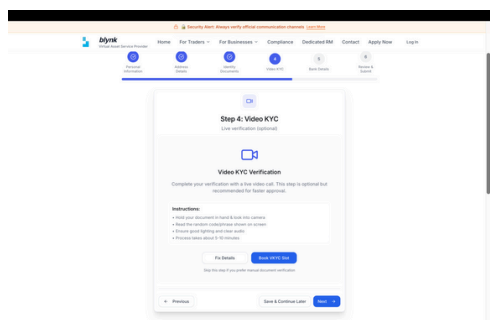 Security Alert: Always verify official communication channels Learn More
blynk
Virtual Asset Service Provider
Home For Traders For Businesses Compliance Dedicated RM Contact Apply Now Log In
4 5 6
Personal Information
Address Details
Identity Documents
Video KYC
Bank Details
Review & Submit
Step 4: Video KYC
Live verification (optional)
Video KYC Verification
Complete your verification with a live video call. This step is optional but
recommended for faster approval.
Instructions:
• Hold your document in hand & look into camera
• Read the random code/phrase shown on screen
• Ensure good lighting and clear audio
• Process takes about 5-10 minutes
Fix Details Book VKYC Slot
Skip this step if you prefer manual document verification
Previous Save & Continue Later Next